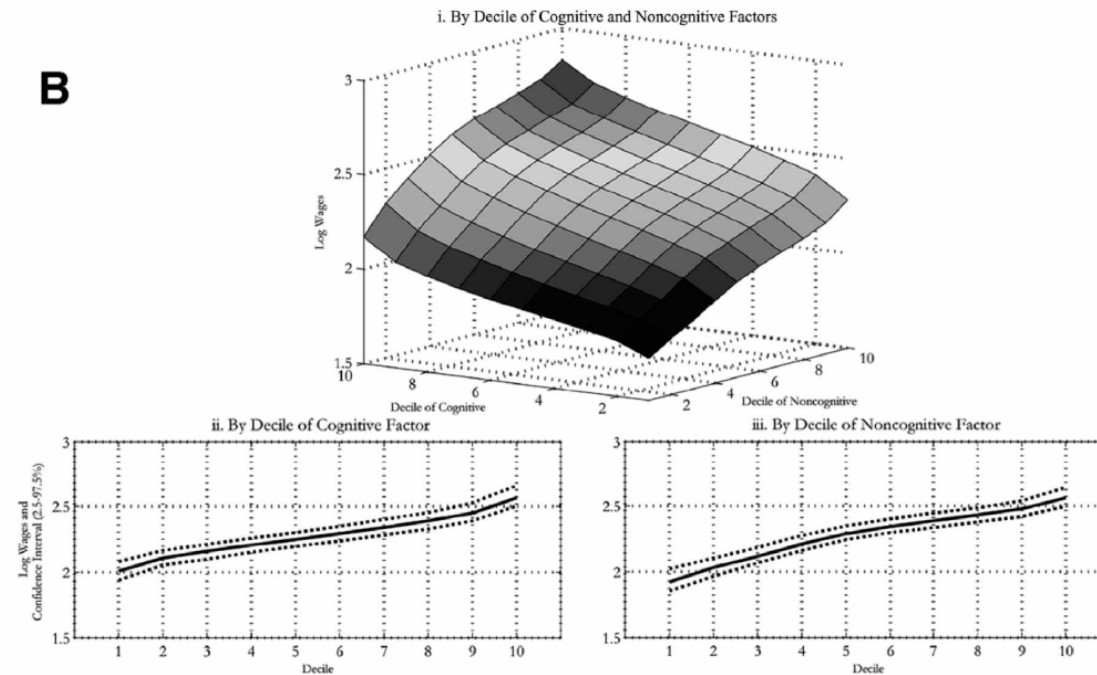 i. By Decile of Cognitive and Noncognitive Factors
B
3
2.5
2
1.5
Log Wages
10
8
6
4
2
Decile of Cognitive
2
4
6
8
10
Decile of Noncognitive
ii. By Decile of Cognitive Factor
3
2.5
2
1.5
Log Wages and
Confidence Interval (2.5-97.5%)
1 2 3 4 5 6 7 8 9 10
Decile
iii. By Decile of Noncognitive Factor
3
2.5
2
1.5
1 2 3 4 5 6 7 8 9 10
Decile